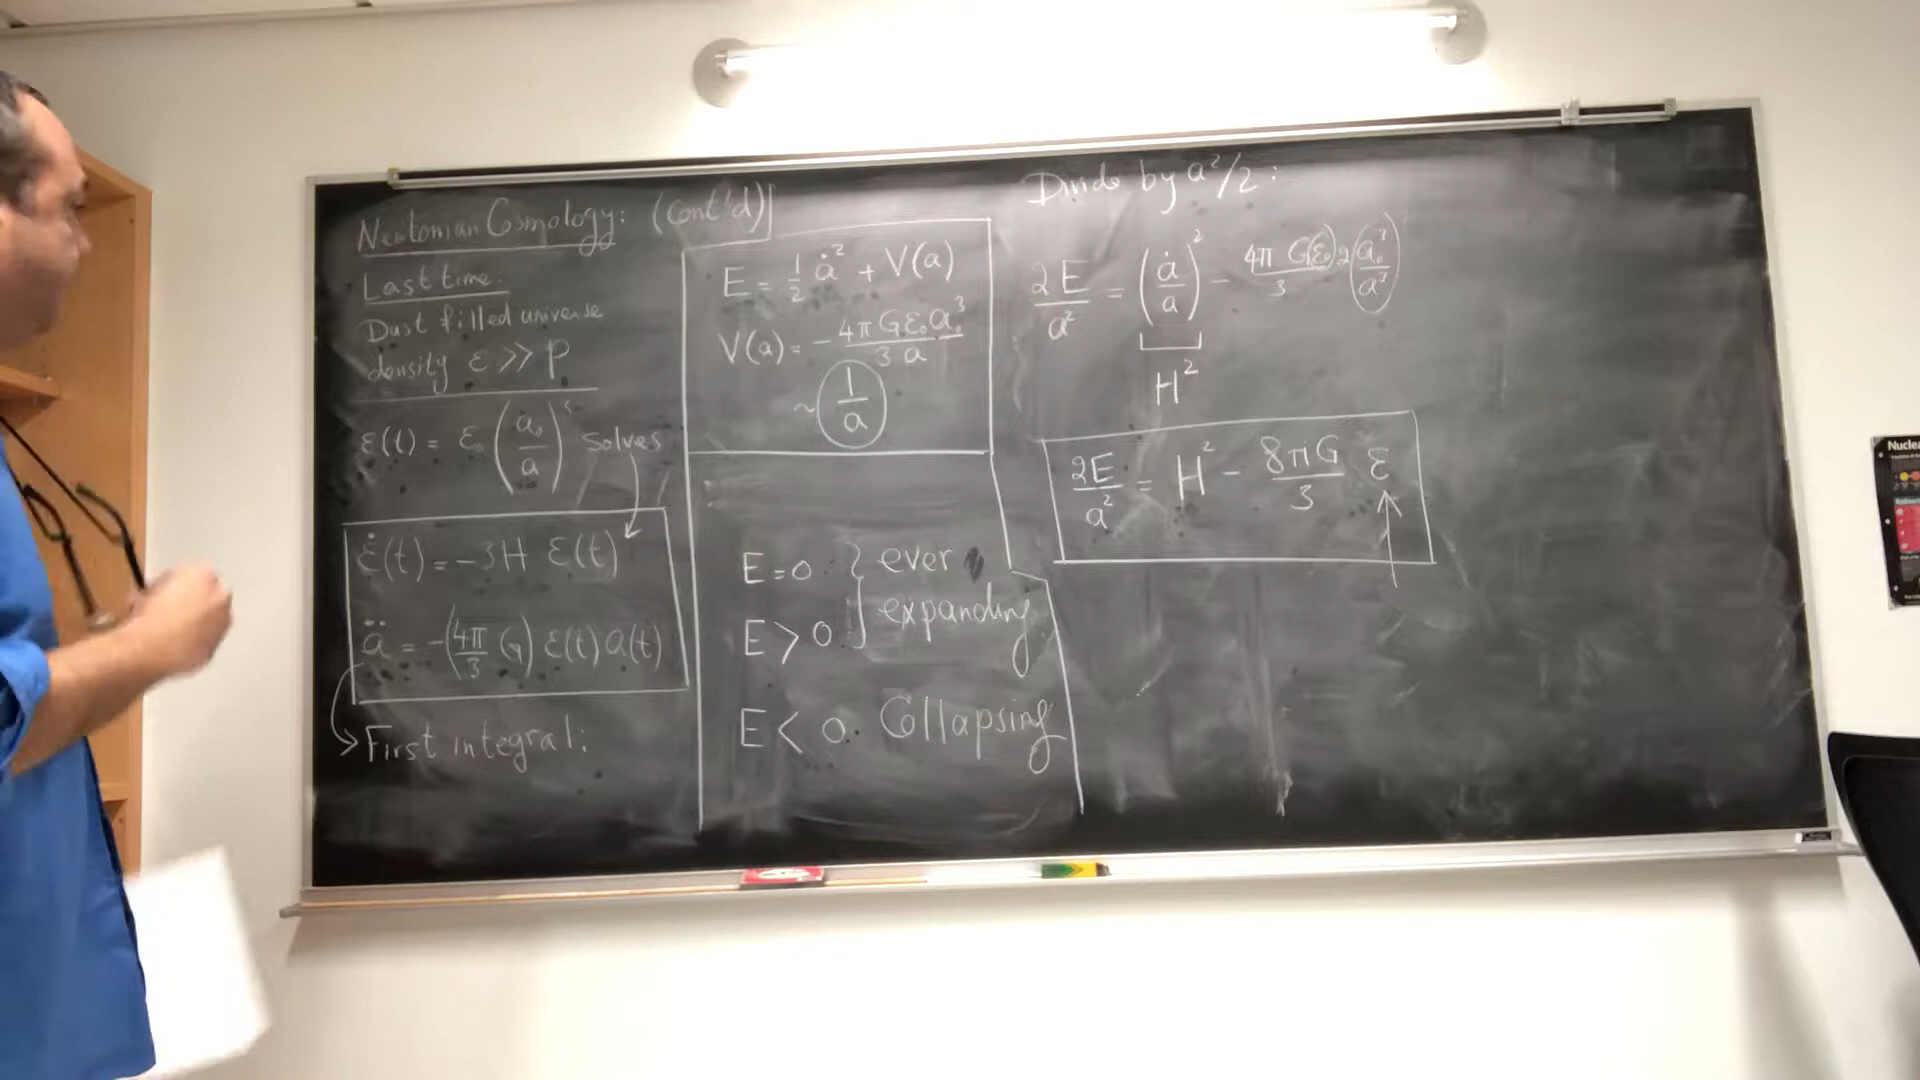 Newtonian Cosmology: (Cont'd)
Last time:
Dust filled universe
density ε >> p
ε(t) = ε₀ (a₀/a)³ solves
ε̇(t) = -3H ε(t)
ä = -(4π/3 G) ε(t) a(t)
First integral:
E = 1/2 ȧ² + V(a)
V(a) = - 4π G ε₀ a₀³ / 3 a
~ 1/a
E = 0 } ever
E > 0 } expanding
E < 0. Collapsing
Divide by a²/2:
2E/a² = (ȧ/a)² - 4π G ε₀ / 3 2 a₀³/a³
H²
2E/a² = H² - 8πG/3 ε
Nuclea